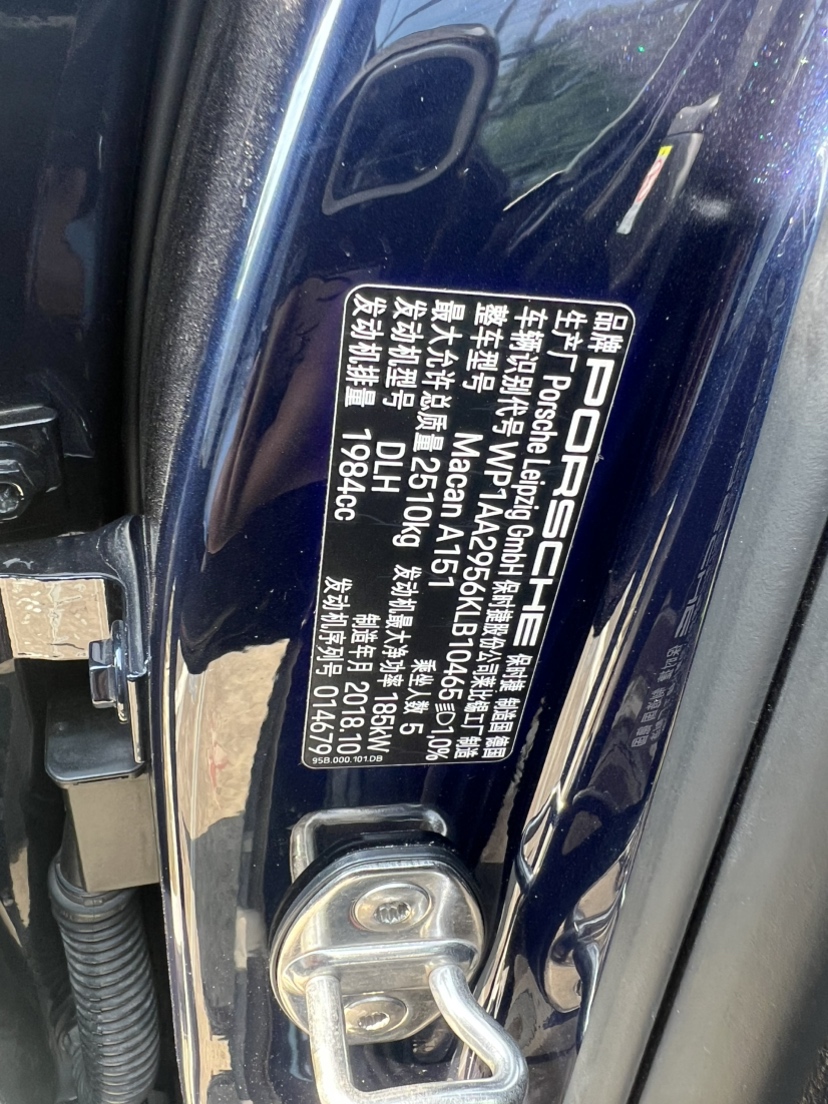 品牌 PORSCHE 保时捷 制造国 德国
生产厂 Porsche Leipzig GmbH 保时捷股份公司莱比锡工厂制造
车辆识别代号 WP1AA2956KLB10465 1,0%
整车型号 Macan A151 乘坐人数 5
最大允许总质量 2510kg 发动机最大净功率 185kW
发动机型号 DLH 制造年月 2018.10
发动机排量 1984cc 发动机序列号 014679
95B.000.101.DB